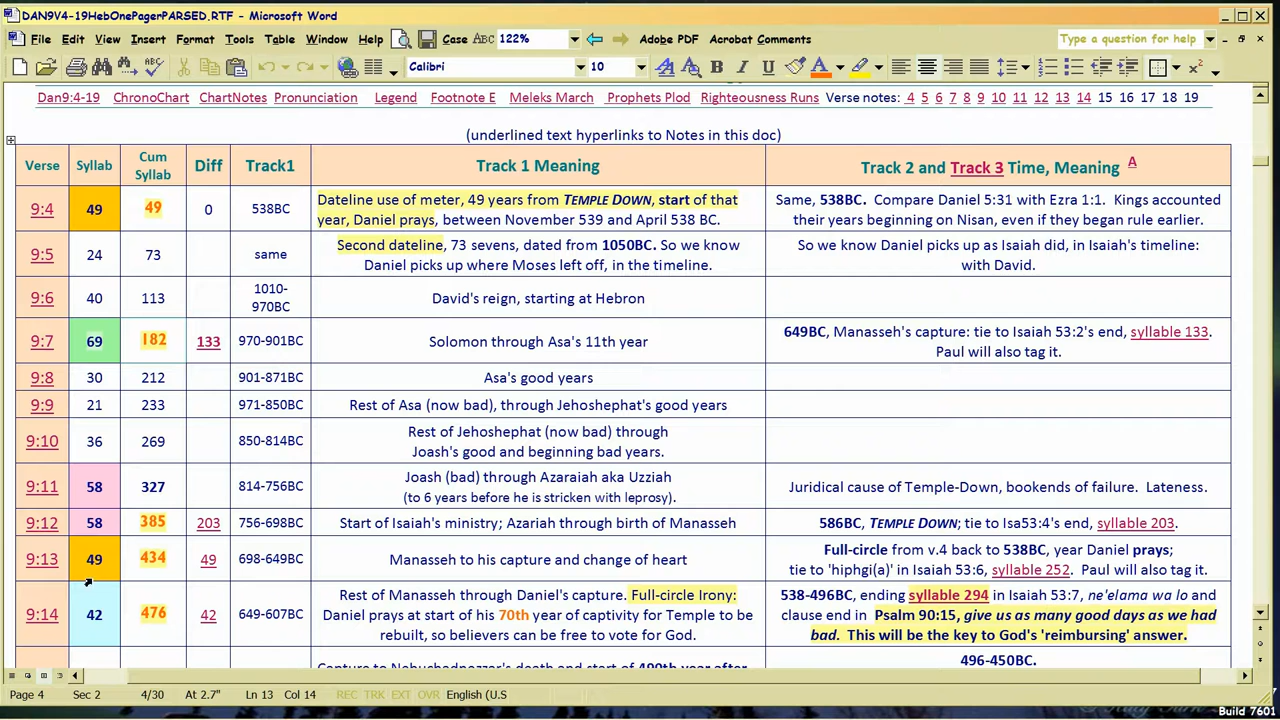 DAN9V4-19HebOnePagerPARSED.RTF - Microsoft Word
File Edit View Insert Format Tools Table Window Help Case ABC 122% Adobe PDF Acrobat Comments Type a question for help
Calibri 10 A B I U A
Dan9:4-19 ChronoChart ChartNotes Pronunciation Legend Footnote E Meleks March Prophets Plod Righteousness Runs Verse notes: 4 5 6 7 8 9 10 11 12 13 14 15 16 17 18 19
(underlined text hyperlinks to Notes in this doc)
Verse Syllab Cum Syllab Diff Track1 Track 1 Meaning Track 2 and Track 3 Time, Meaning A
9:4 49 49 0 538BC
Dateline use of meter, 49 years from TEMPLE DOWN, start of that
year, Daniel prays, between November 539 and April 538 BC.
Same, 538BC. Compare Daniel 5:31 with Ezra 1:1. Kings accounted
their years beginning on Nisan, even if they began rule earlier.
9:5 24 73 same
Second dateline, 73 sevens, dated from 1050BC. So we know
Daniel picks up where Moses left off, in the timeline.
So we know Daniel picks up as Isaiah did, in Isaiah's timeline:
with David.
9:6 40 113 1010-
970BC
David's reign, starting at Hebron
9:7 69 182 133 970-901BC Solomon through Asa's 11th year
649BC, Manasseh's capture: tie to Isaiah 53:2's end, syllable 133.
Paul will also tag it.
9:8 30 212 901-871BC Asa's good years
9:9 21 233 971-850BC Rest of Asa (now bad), through Jehoshephat's good years
9:10 36 269 850-814BC
Rest of Jehoshephat (now bad) through
Joash's good and beginning bad years.
9:11 58 327 814-756BC
Joash (bad) through Azaraiah aka Uzziah
(to 6 years before he is stricken with leprosy).
Juridical cause of Temple-Down, bookends of failure. Lateness.
9:12 58 385 203 756-698BC Start of Isaiah's ministry; Azariah through birth of Manasseh 586BC, TEMPLE DOWN; tie to Isa53:4's end, syllable 203.
9:13 49 434 49 698-649BC Manasseh to his capture and change of heart
Full-circle from v.4 back to 538BC, year Daniel prays;
tie to 'hiphgi(a)' in Isaiah 53:6, syllable 252. Paul will also tag it.
9:14 42 476 42 649-607BC
Rest of Manasseh through Daniel's capture. Full-circle Irony:
Daniel prays at start of his 70th year of captivity for Temple to be
rebuilt, so believers can be free to vote for God.
538-496BC, ending syllable 294 in Isaiah 53:7, ne'elama wa lo and
clause end in Psalm 90:15, give us as many good days as we had
bad. This will be the key to God's 'reimbursing' answer.
Capture to Nebuchadnezzar's death and start of 490th year after
496-450BC.
Page 4 Sec 2 4/30 At 2.7" Ln 13 Col 14 REC TRK EXT OVR English (U.S
Build 7601